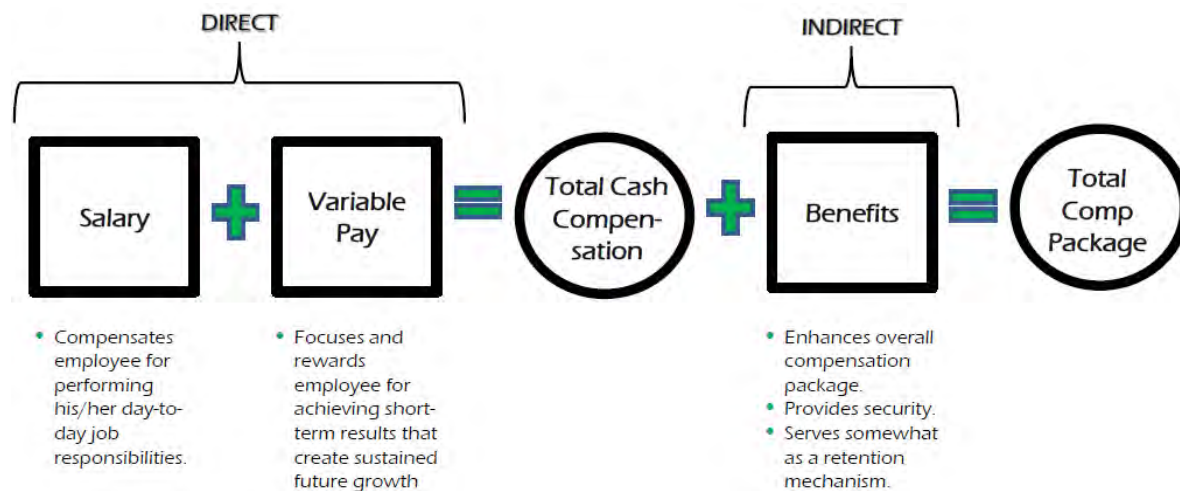 DIRECT
INDIRECT
Salary
Variable
Pay
Total Cash
Compen-
sation
Benefits
Total
Comp
Package
• Compensates
employee for
performing
his/her day-to-
day job
responsibilities.
• Focuses and
rewards
employee for
achieving short-
term results that
create sustained
future growth
• Enhances overall
compensation
package.
• Provides security.
• Serves somewhat
as a retention
mechanism.